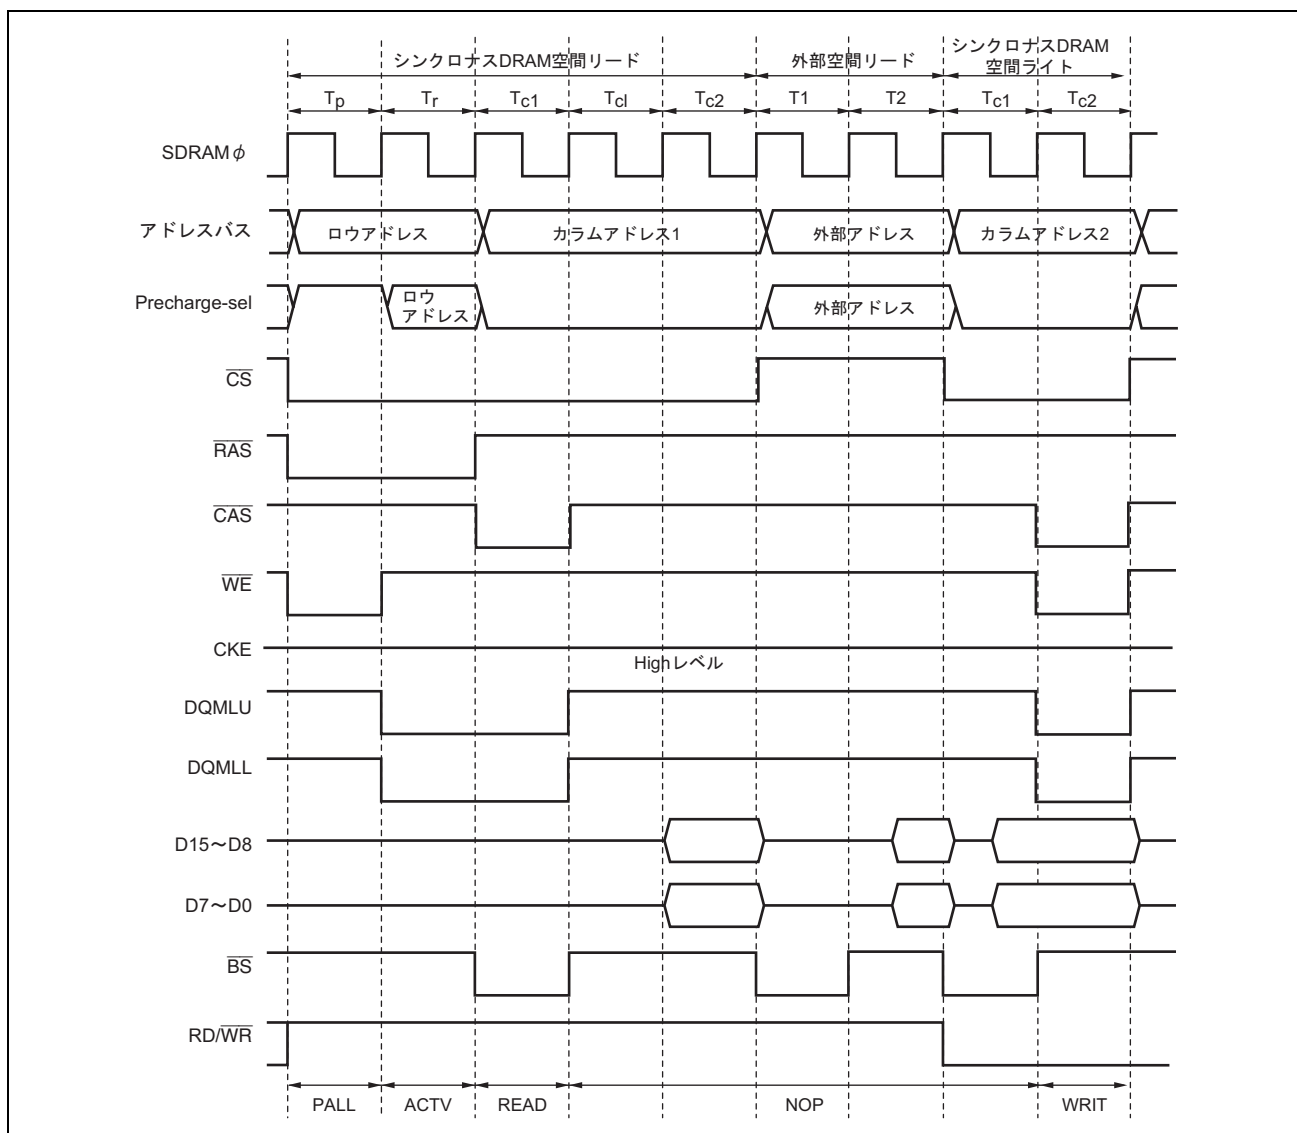 シンクロナスDRAM空間リード 外部空間リード シンクロナスDRAM
空間ライト
Tp Tr Tc1 Tcl Tc2 T1 T2 Tc1 Tc2
SDRAMφ
アドレスバス ロウアドレス カラムアドレス1 外部アドレス カラムアドレス2
Precharge-sel ロウ
アドレス 外部アドレス
CS
RAS
CAS
WE
CKE
Highレベル
DQMLU
DQMLL
D15～D8
D7～D0
BS
RD/WR
PALL ACTV READ NOP WRIT